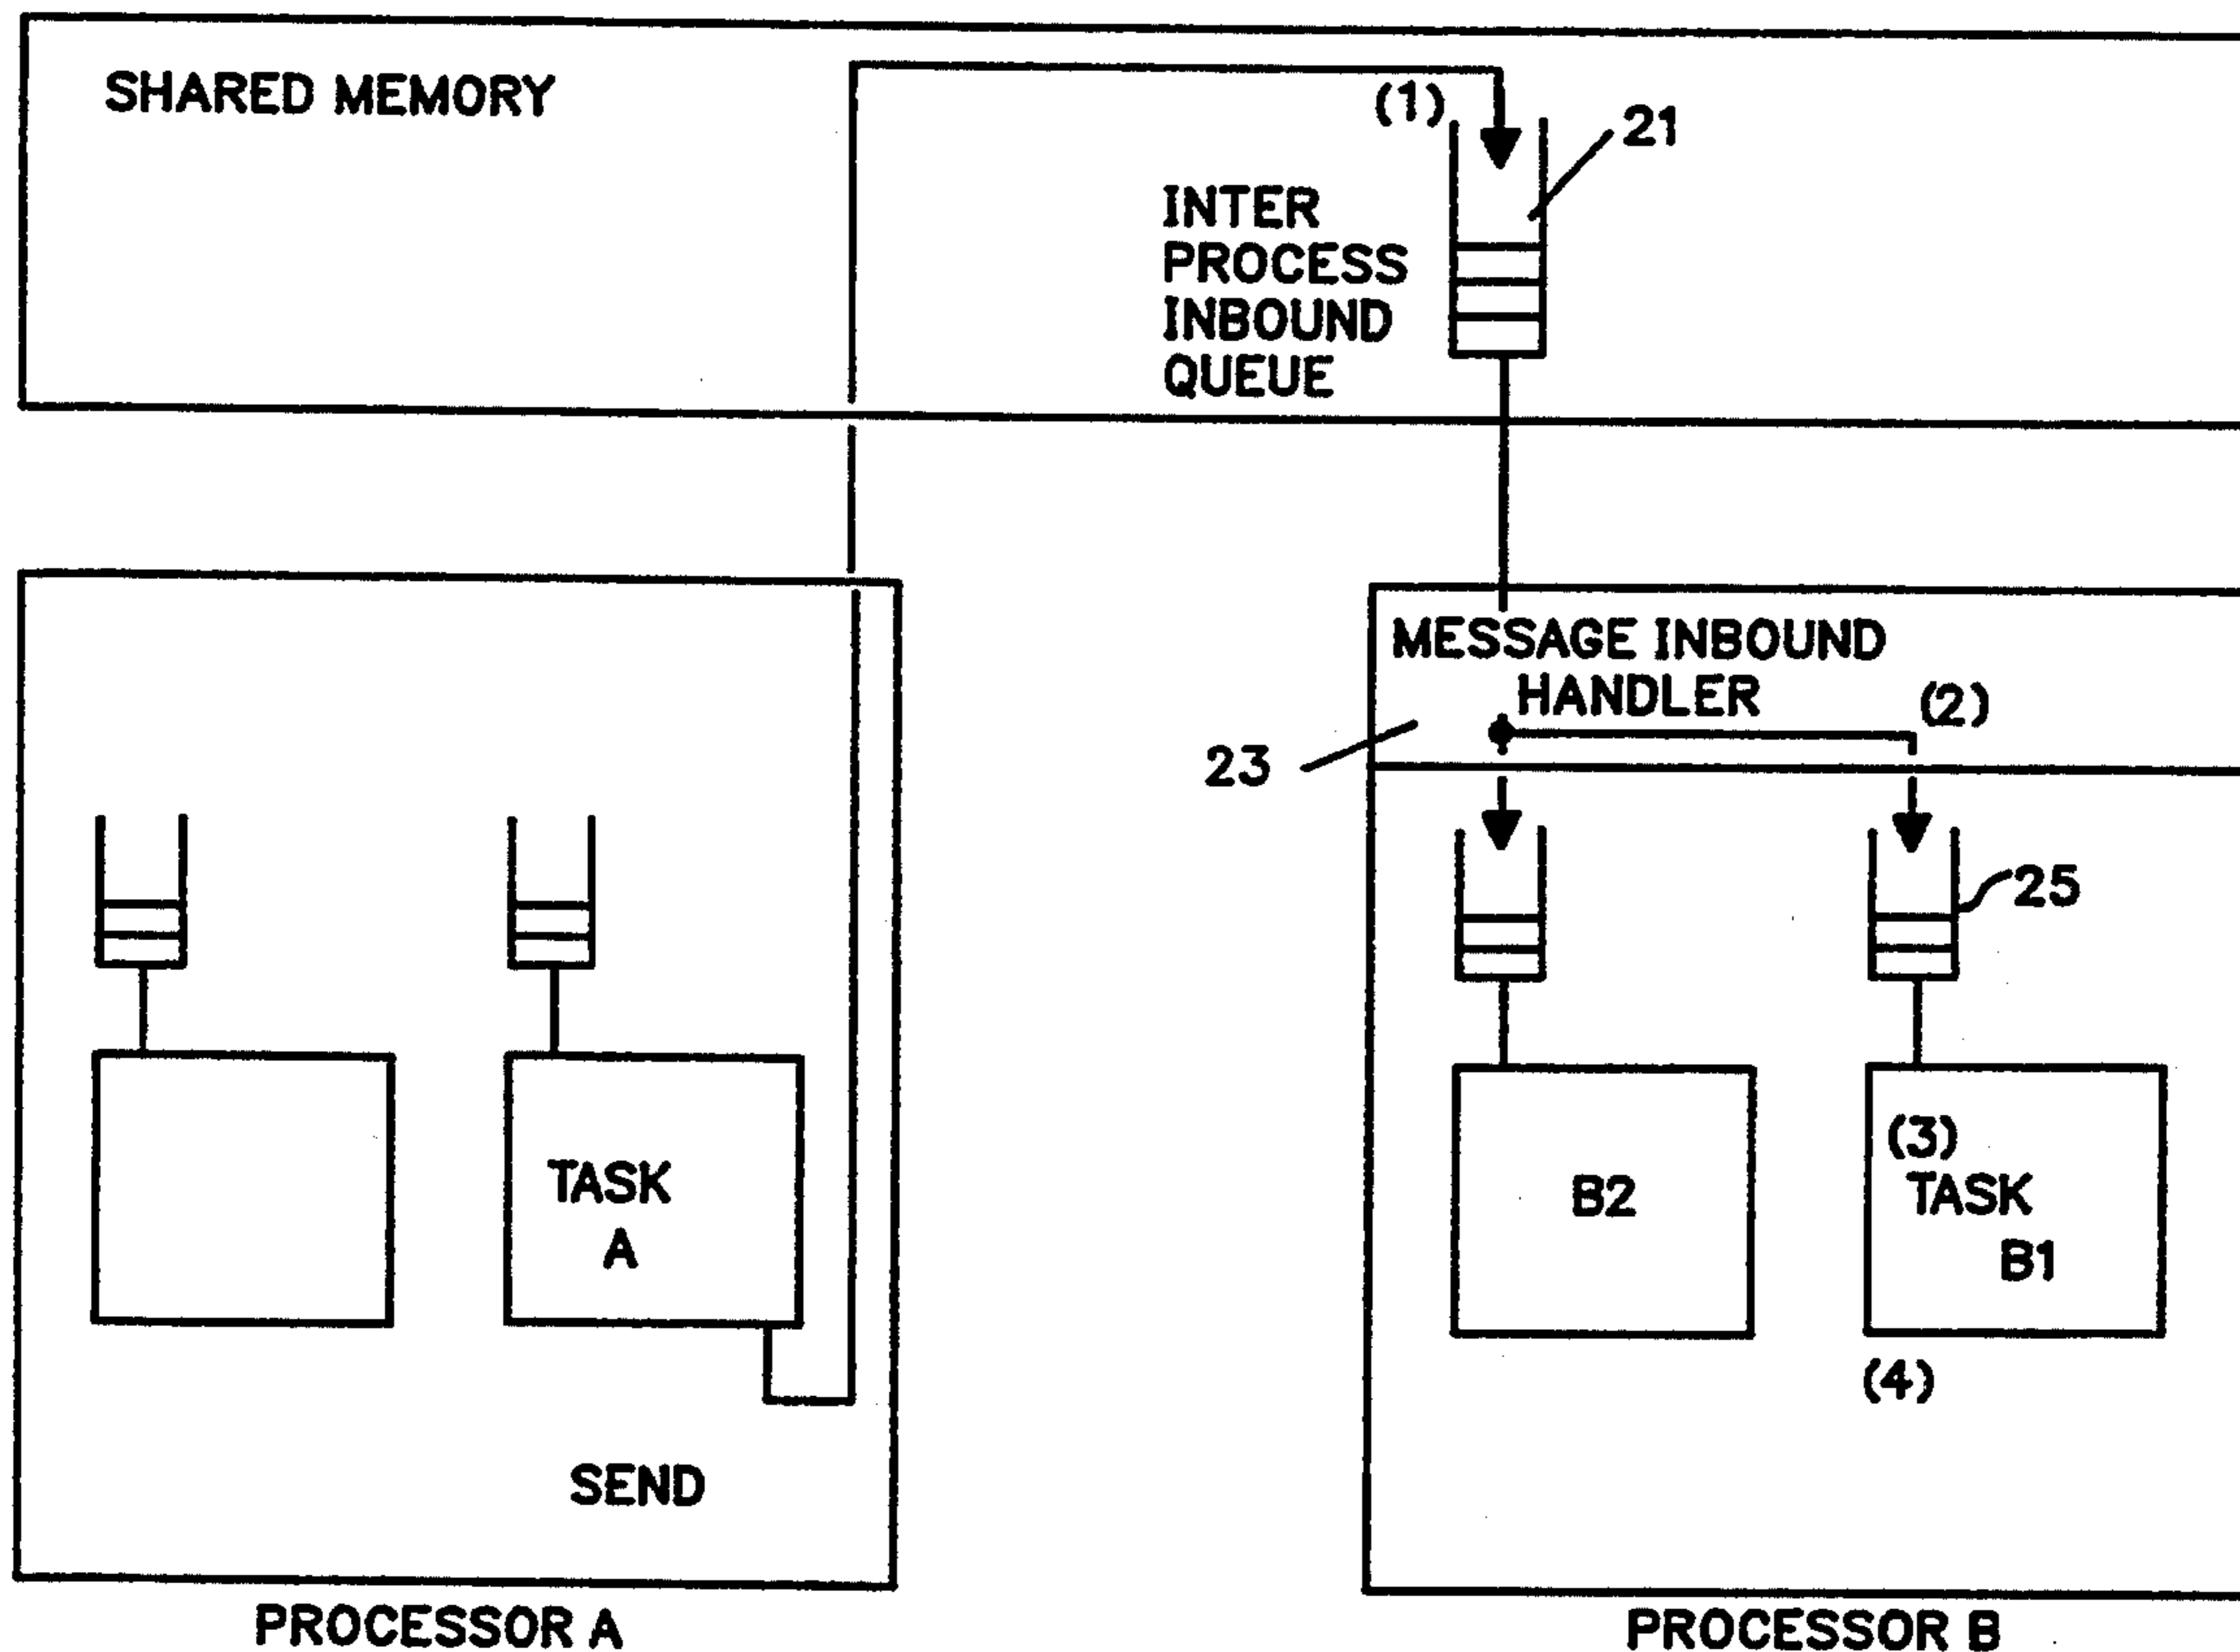 SHARED MEMORY
(1)
21
INTER
PROCESS
INBOUND
QUEUE
MESSAGE INBOUND
HANDLER
(2)
23
25
TASK
A
B2
(3)
TASK
B1
(4)
SEND
PROCESSOR A
PROCESSOR B